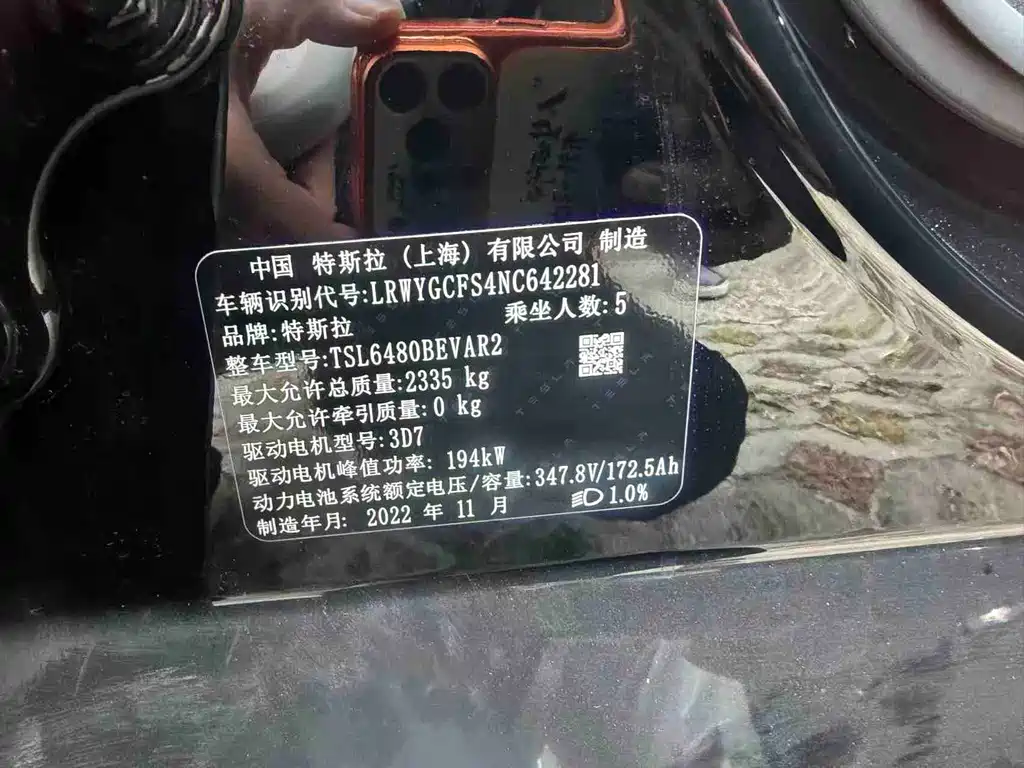 中国 特斯拉（上海）有限公司 制造
车辆识别代号:LRWYGCFS4NC642281
品牌:特斯拉 乘坐人数:5
整车型号:TSL6480BEVAR2
最大允许总质量:2335 kg
最大允许牵引质量:0 kg
驱动电机型号:3D7
驱动电机峰值功率: 194kW
动力电池系统额定电压/容量:347.8V/172.5Ah
制造年月: 2022 年 11 月 1.0%
TESLA